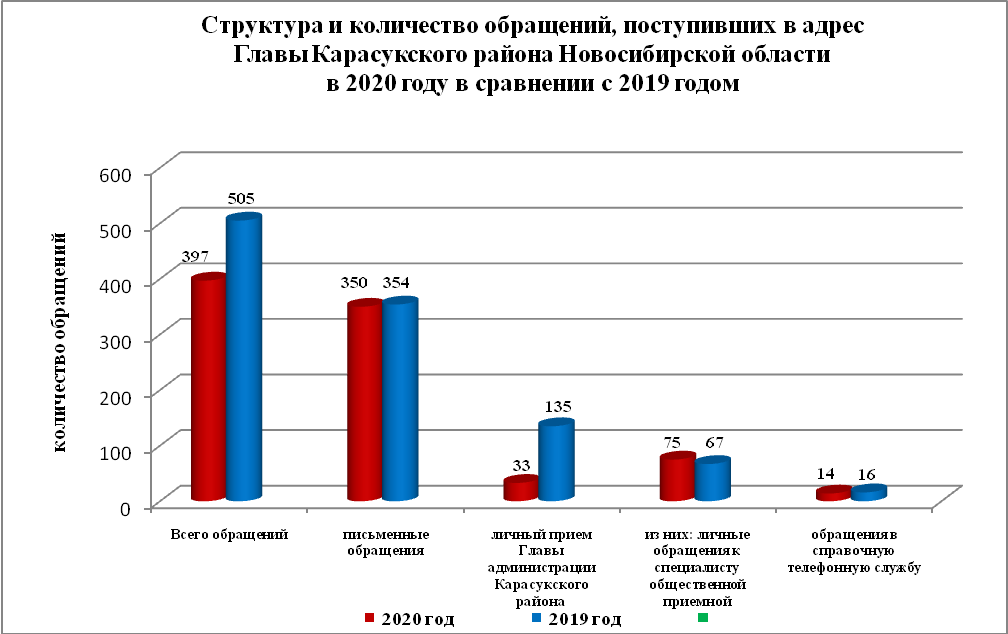 Структура и количество обращений, поступивших в адрес
Главы Карасукского района Новосибирской области
в 2020 году в сравнении с 2019 годом
количество обращений
600
500
400
300
200
100
0
397
505
350
354
33
135
75
67
14
16
Всего обращений
письменные
обращения
личный прием
Главы
администрации
Карасукского
района
из них: личные
обращения к
специалисту
общественной
приемной
обращения в
справочную
телефонную службу
2020 год
2019 год